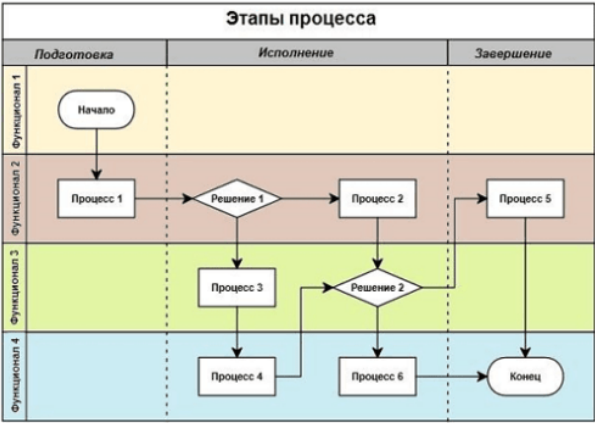 Этапы процесса
Подготовка
Исполнение
Завершение
Функционал 1
Начало
Функционал 2
Процесс 1
Решение 1
Процесс 2
Процесс 5
Функционал 3
Процесс 3
Решение 2
Функционал 4
Процесс 4
Процесс 6
Конец